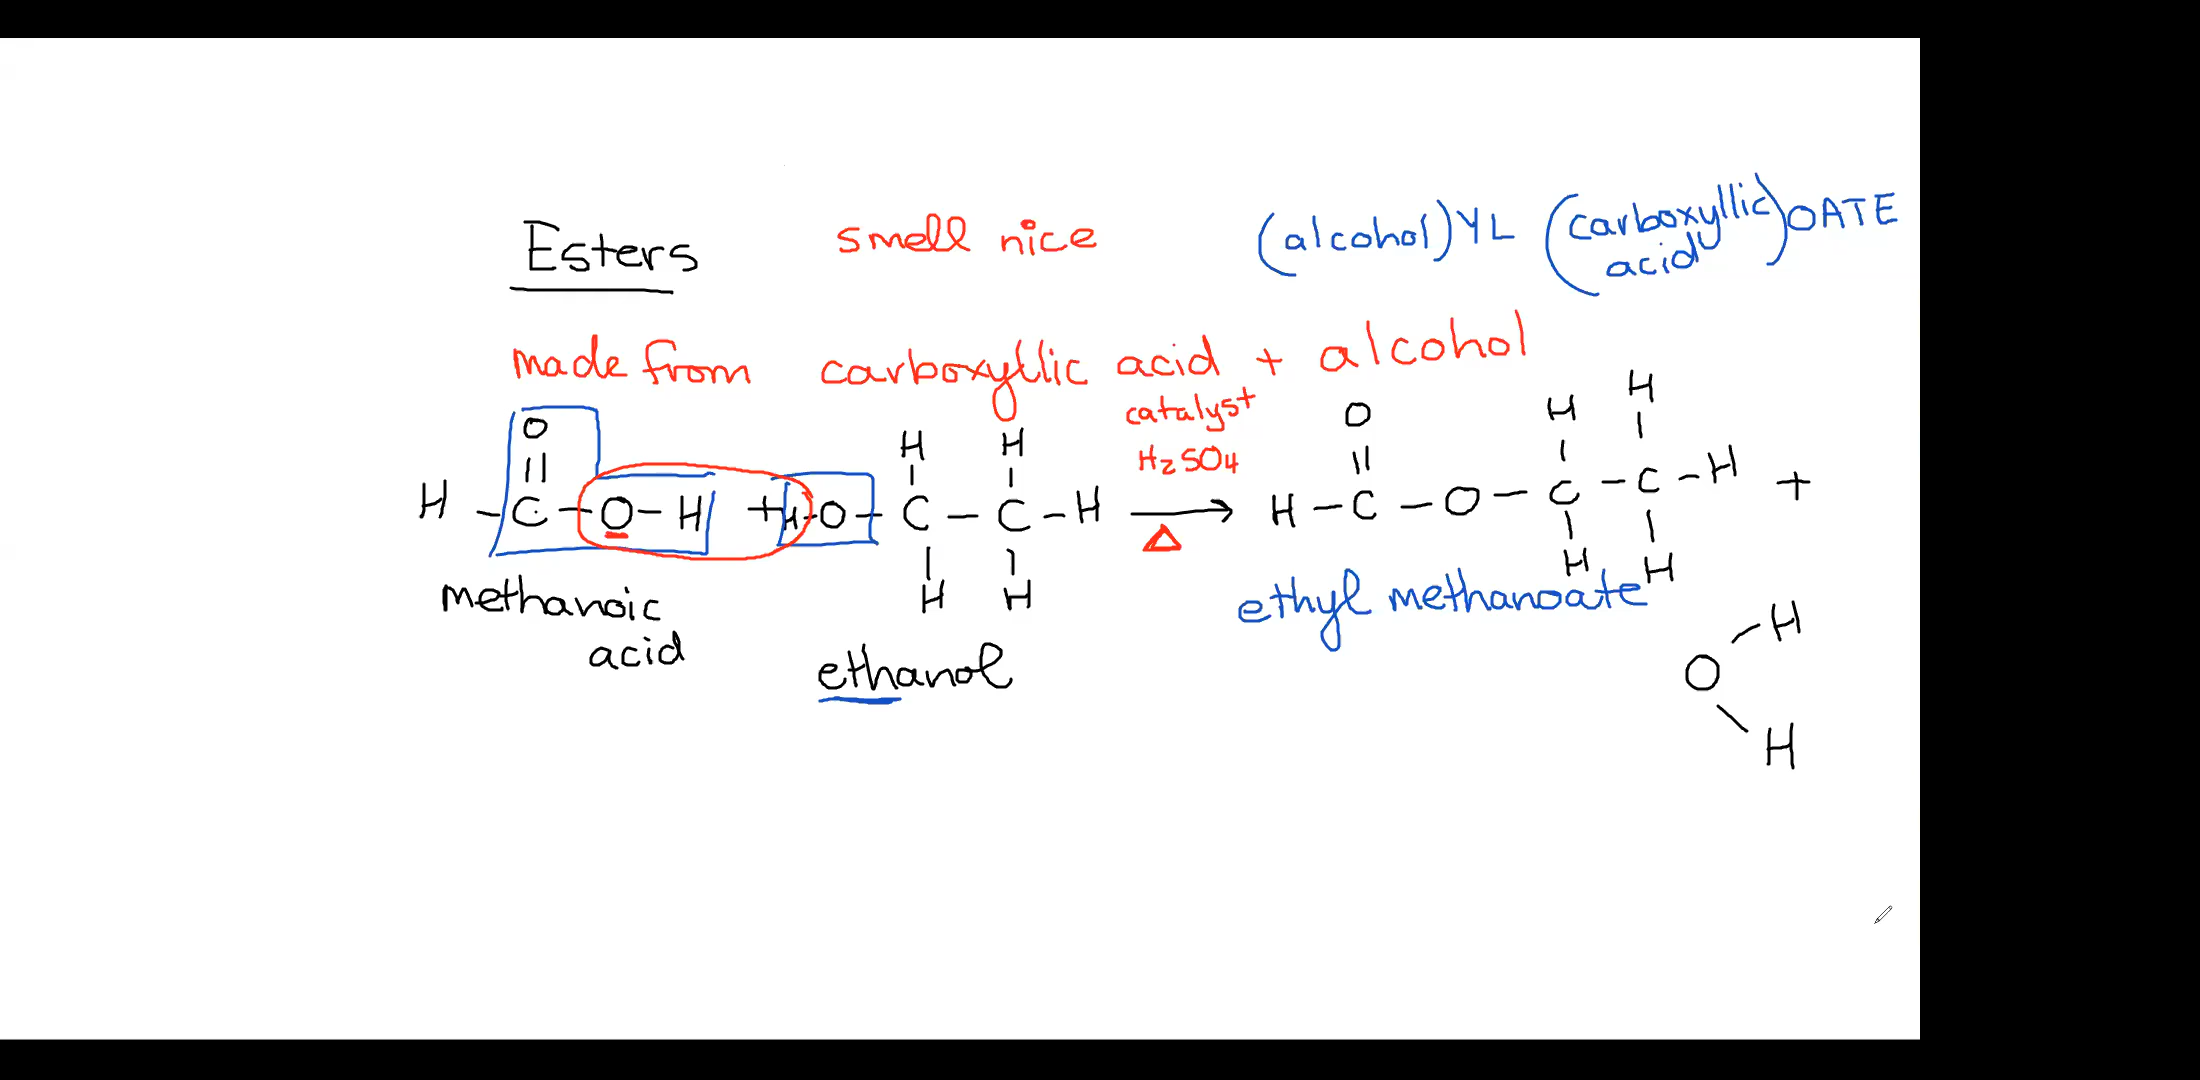 Esters smell nice (alcohol)YL (carboxyllic acid)OATE
made from carboxyllic acid + alcohol
catalyst
H₂SO₄
Δ
O H H O H H
|| | | || | |
H - C - O - H + H - O - C - C - H → H - C - O - C - C - H +
| | | |
H H H H
methanoic acid
ethanol
ethyl methanoate
O - H
\ H